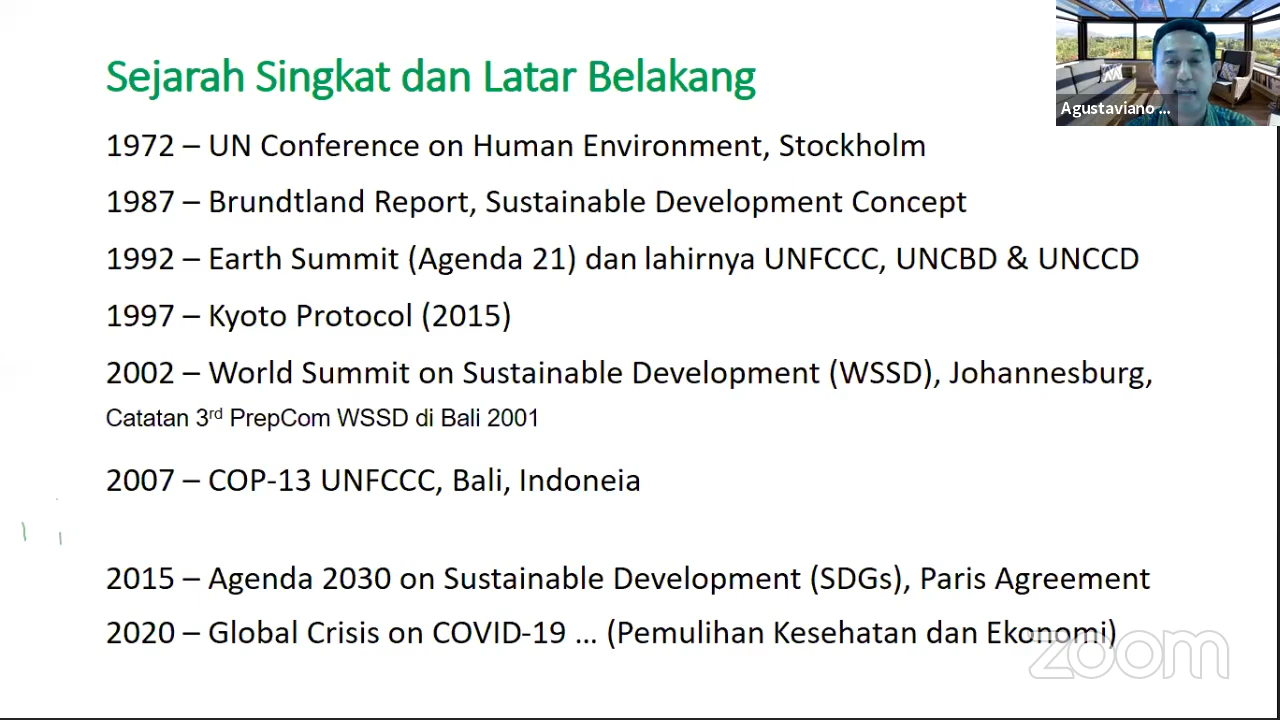 Sejarah Singkat dan Latar Belakang
Agustaviano ...
1972 – UN Conference on Human Environment, Stockholm
1987 – Brundtland Report, Sustainable Development Concept
1992 – Earth Summit (Agenda 21) dan lahirnya UNFCCC, UNCBD & UNCCD
1997 – Kyoto Protocol (2015)
2002 – World Summit on Sustainable Development (WSSD), Johannesburg,
Catatan 3rd PrepCom WSSD di Bali 2001
2007 – COP-13 UNFCCC, Bali, Indoneia
2015 – Agenda 2030 on Sustainable Development (SDGs), Paris Agreement
2020 – Global Crisis on COVID-19 ... (Pemulihan Kesehatan dan Ekonomi)
zoom